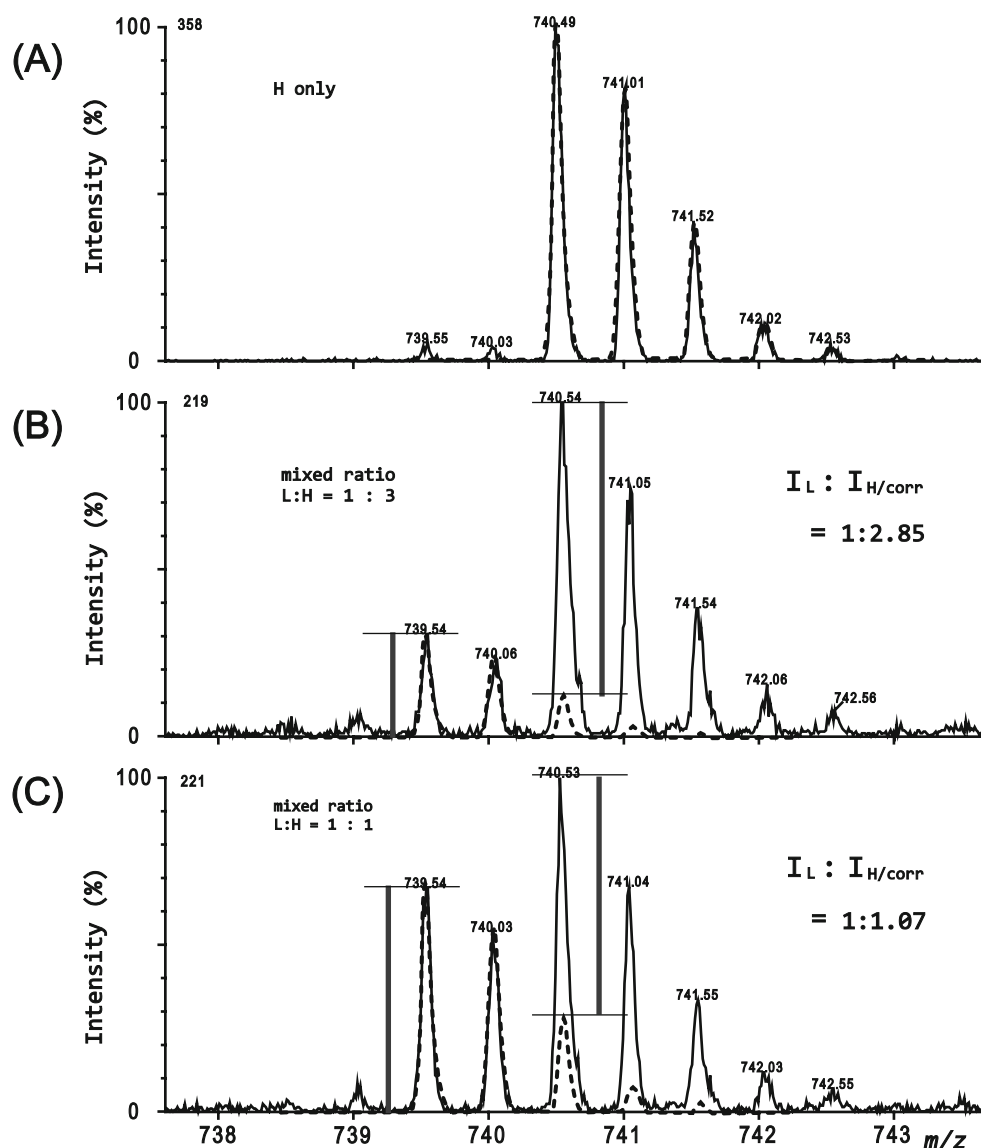 (A)
Intensity (%)
100
0
358
H only
739.55
740.03
740.49
741.01
741.52
742.02
742.53
(B)
Intensity (%)
100
0
219
mixed ratio
L:H = 1 : 3
739.54
740.06
740.54
741.05
741.54
742.06
742.56
IL : IH/corr
= 1:2.85
(C)
Intensity (%)
100
0
221
mixed ratio
L:H = 1 : 1
739.54
740.03
740.53
741.04
741.55
742.03
742.55
IL : IH/corr
= 1:1.07
738
739
740
741
742
743
m/z